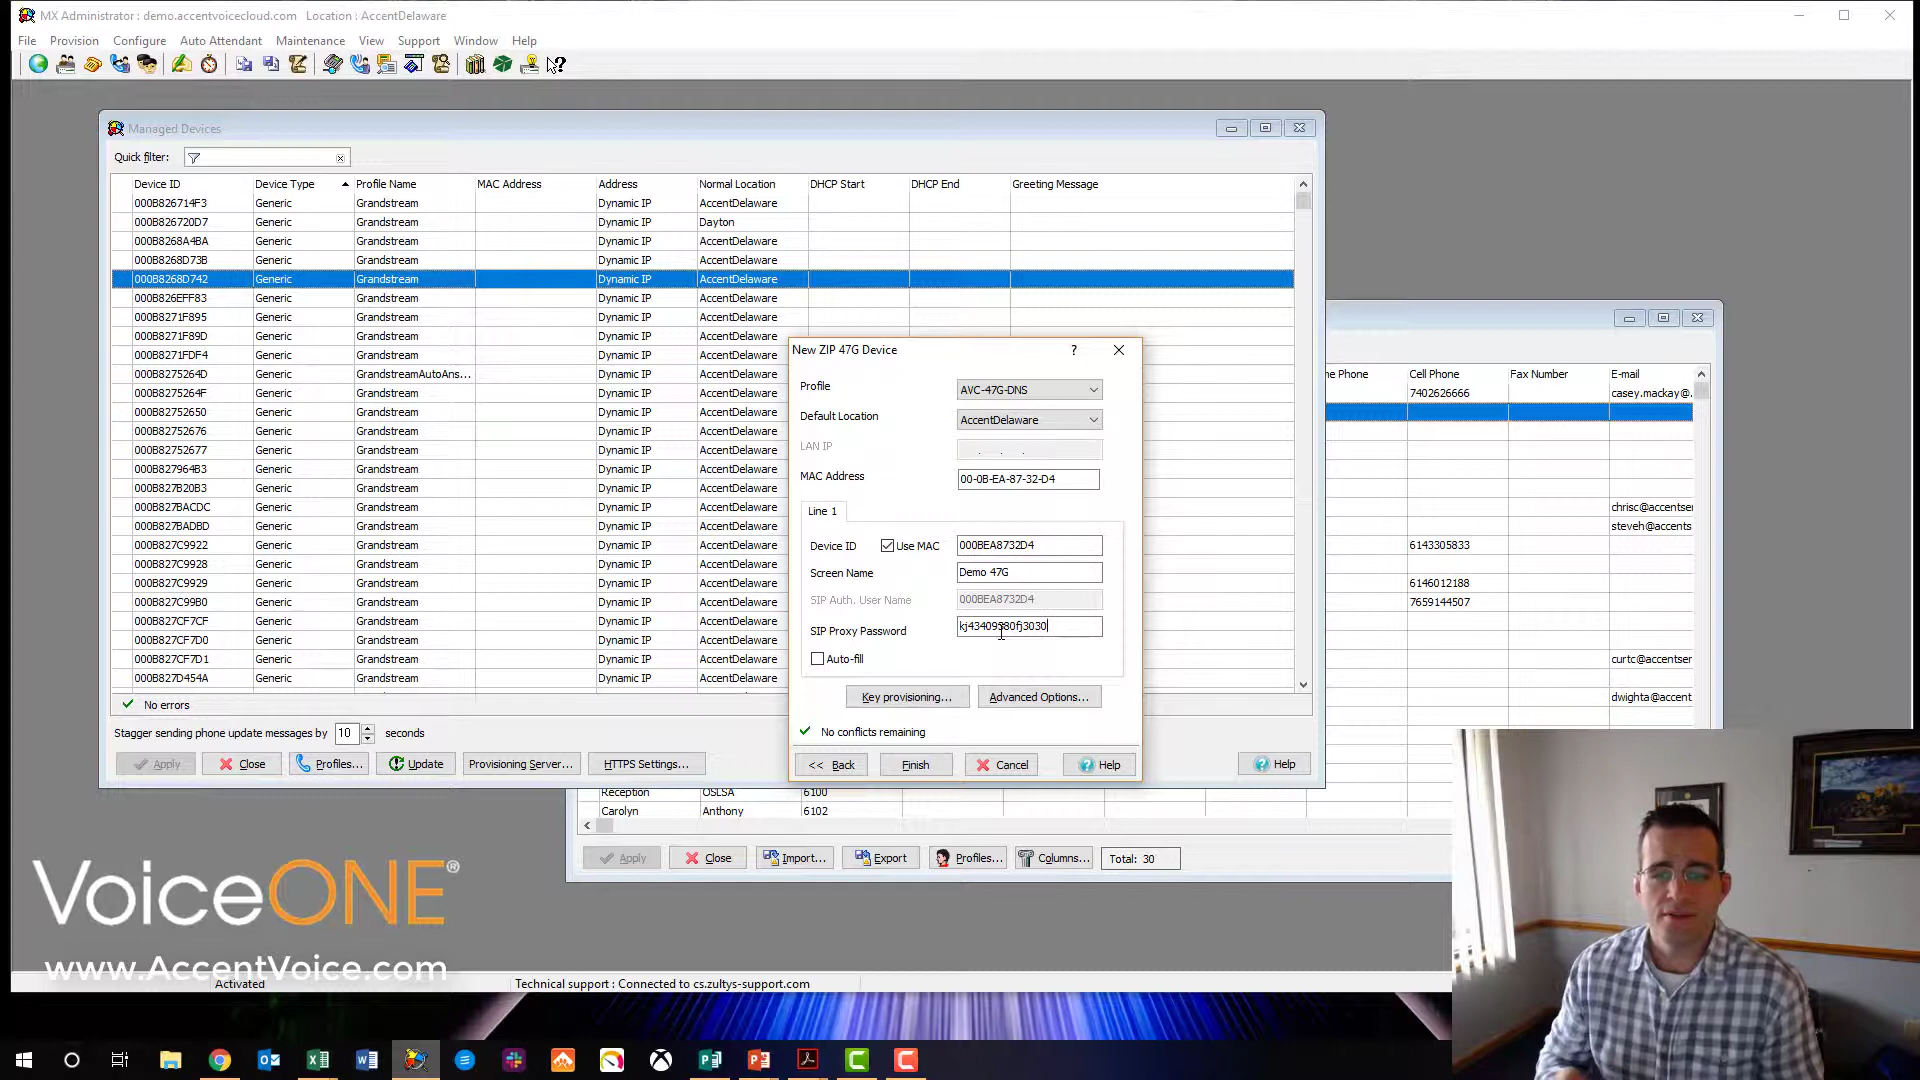 MX Administrator : demo.accentvoicecloud.com Location : AccentDelaware
File Provision Configure Auto Attendant Maintenance View Support Window Help
Managed Devices
Quick filter:
Device ID Device Type Profile Name MAC Address Address Normal Location DHCP Start DHCP End Greeting Message
000B826714F3 Generic Grandstream Dynamic IP AccentDelaware
000B826720D7 Generic Grandstream Dynamic IP Dayton
000B8268A4BA Generic Grandstream Dynamic IP AccentDelaware
000B8268D73B Generic Grandstream Dynamic IP AccentDelaware
000B8268D742 Generic Grandstream Dynamic IP AccentDelaware
000B826EFF83 Generic Grandstream Dynamic IP AccentDelaware
000B8271F895 Generic Grandstream Dynamic IP AccentDelaware
000B8271F89D Generic Grandstream Dynamic IP AccentDelaware
000B8271FDF4 Generic Grandstream Dynamic IP AccentDelaware
000B8275264D Generic GrandstreamAutoAns... Dynamic IP AccentDelaware
000B8275264F Generic Grandstream Dynamic IP AccentDelaware
000B82752650 Generic Grandstream Dynamic IP AccentDelaware
000B82752676 Generic Grandstream Dynamic IP AccentDelaware
000B82752677 Generic Grandstream Dynamic IP AccentDelaware
000B827964B3 Generic Grandstream Dynamic IP AccentDelaware
000B827B20B3 Generic Grandstream Dynamic IP AccentDelaware
000B827BACDC Generic Grandstream Dynamic IP AccentDelaware
000B827BADBD Generic Grandstream Dynamic IP AccentDelaware
000B827C9922 Generic Grandstream Dynamic IP AccentDelaware
000B827C9928 Generic Grandstream Dynamic IP AccentDelaware
000B827C9929 Generic Grandstream Dynamic IP AccentDelaware
000B827C99B0 Generic Grandstream Dynamic IP AccentDelaware
000B827CF7CF Generic Grandstream Dynamic IP AccentDelaware
000B827CF7D0 Generic Grandstream Dynamic IP AccentDelaware
000B827CF7D1 Generic Grandstream Dynamic IP AccentDelaware
000B827D454A Generic Grandstream Dynamic IP AccentDelaware
No errors
Stagger sending phone update messages by 10 seconds
Apply Close Profiles... Update Provisioning Server... HTTPS Settings... Help
New ZIP 47G Device ?
Profile AVC-47G-DNS
Default Location AccentDelaware
LAN IP . . .
MAC Address 00-0B-EA-87-32-D4
Line 1
Device ID Use MAC 000BEA8732D4
Screen Name Demo 47G
SIP Auth. User Name 000BEA8732D4
SIP Proxy Password kj43409380fj3030
Auto-fill
Key provisioning... Advanced Options...
No conflicts remaining
<< Back Finish Cancel Help
me Phone Cell Phone Fax Number E-mail
7402626666 casey.mackay@.
chrisc@accentser
steveh@accents
6143305833
6146012188
7659144507
curtc@accentser
dwighta@accent
Reception OSLSA 6100
Carolyn Anthony 6102
Apply Close Import... Export Profiles... Columns... Total: 30
VoiceONE®
www.AccentVoice.com
Activated Technical support : Connected to cs.zultys-support.com